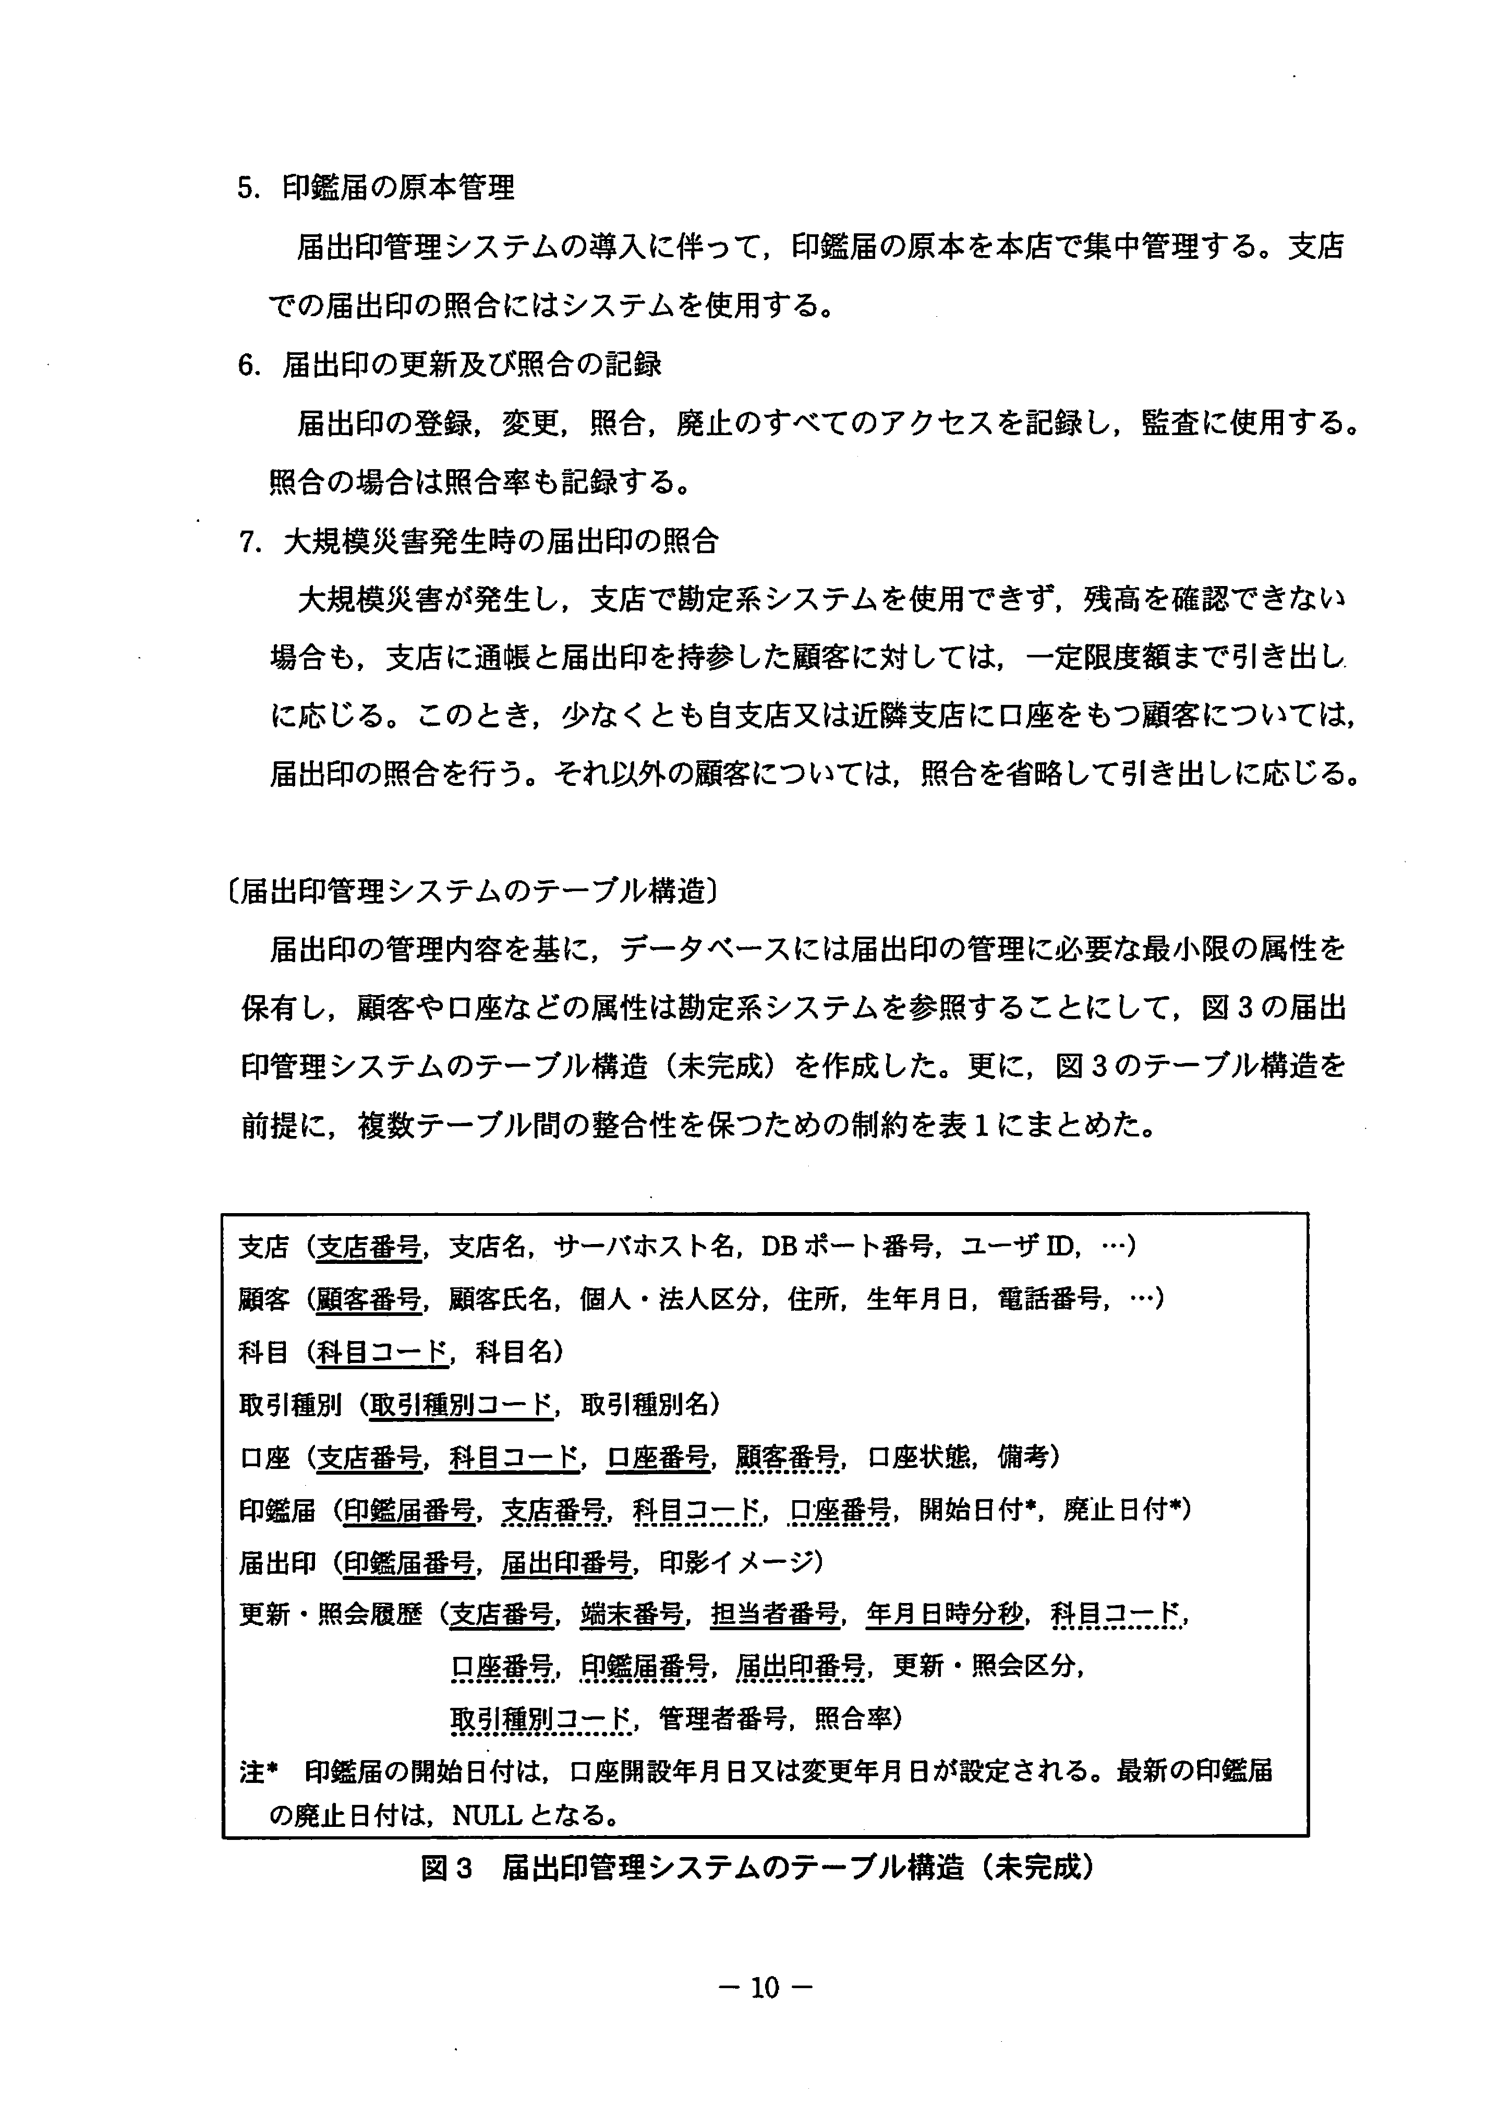 5. 印鑑届の原本管理
届出印管理システムの導入に伴って，印鑑届の原本を本店で集中管理する。支店
での届出印の照合にはシステムを使用する。
6. 届出印の更新及び照合の記録
届出印の登録，変更，照合，廃止のすべてのアクセスを記録し，監査に使用する。
照合の場合は照合率も記録する。
7. 大規模災害発生時の届出印の照合
大規模災害が発生し，支店で勘定系システムを使用できず，残高を確認できない
場合も，支店に通帳と届出印を持参した顧客に対しては，一定限度額まで引き出し
に応じる。このとき，少なくとも自支店又は近隣支店に口座をもつ顧客については，
届出印の照合を行う。それ以外の顧客については，照合を省略して引き出しに応じる。
〔届出印管理システムのテーブル構造〕
届出印の管理内容を基に，データベースには届出印の管理に必要な最小限の属性を
保有し，顧客や口座などの属性は勘定系システムを参照することにして，図3の届出
印管理システムのテーブル構造（未完成）を作成した。更に，図3のテーブル構造を
前提に，複数テーブル間の整合性を保つための制約を表1にまとめた。
支店（支店番号，支店名，サーバホスト名，DBポート番号，ユーザID，…）
顧客（顧客番号，顧客氏名，個人・法人区分，住所，生年月日，電話番号，…）
科目（科目コード，科目名）
取引種別（取引種別コード，取引種別名）
口座（支店番号，科目コード，口座番号，顧客番号，口座状態，備考）
印鑑届（印鑑届番号，支店番号，科目コード，口座番号，開始日付*，廃止日付*）
届出印（印鑑届番号，届出印番号，印影イメージ）
更新・照会履歴（支店番号，端末番号，担当者番号，年月日時分秒，科目コード，
口座番号，印鑑届番号，届出印番号，更新・照会区分，
取引種別コード，管理者番号，照合率）
注* 印鑑届の開始日付は，口座開設年月日又は変更年月日が設定される。最新の印鑑届
の廃止日付は，NULLとなる。
図3 届出印管理システムのテーブル構造（未完成）
－ 10 －